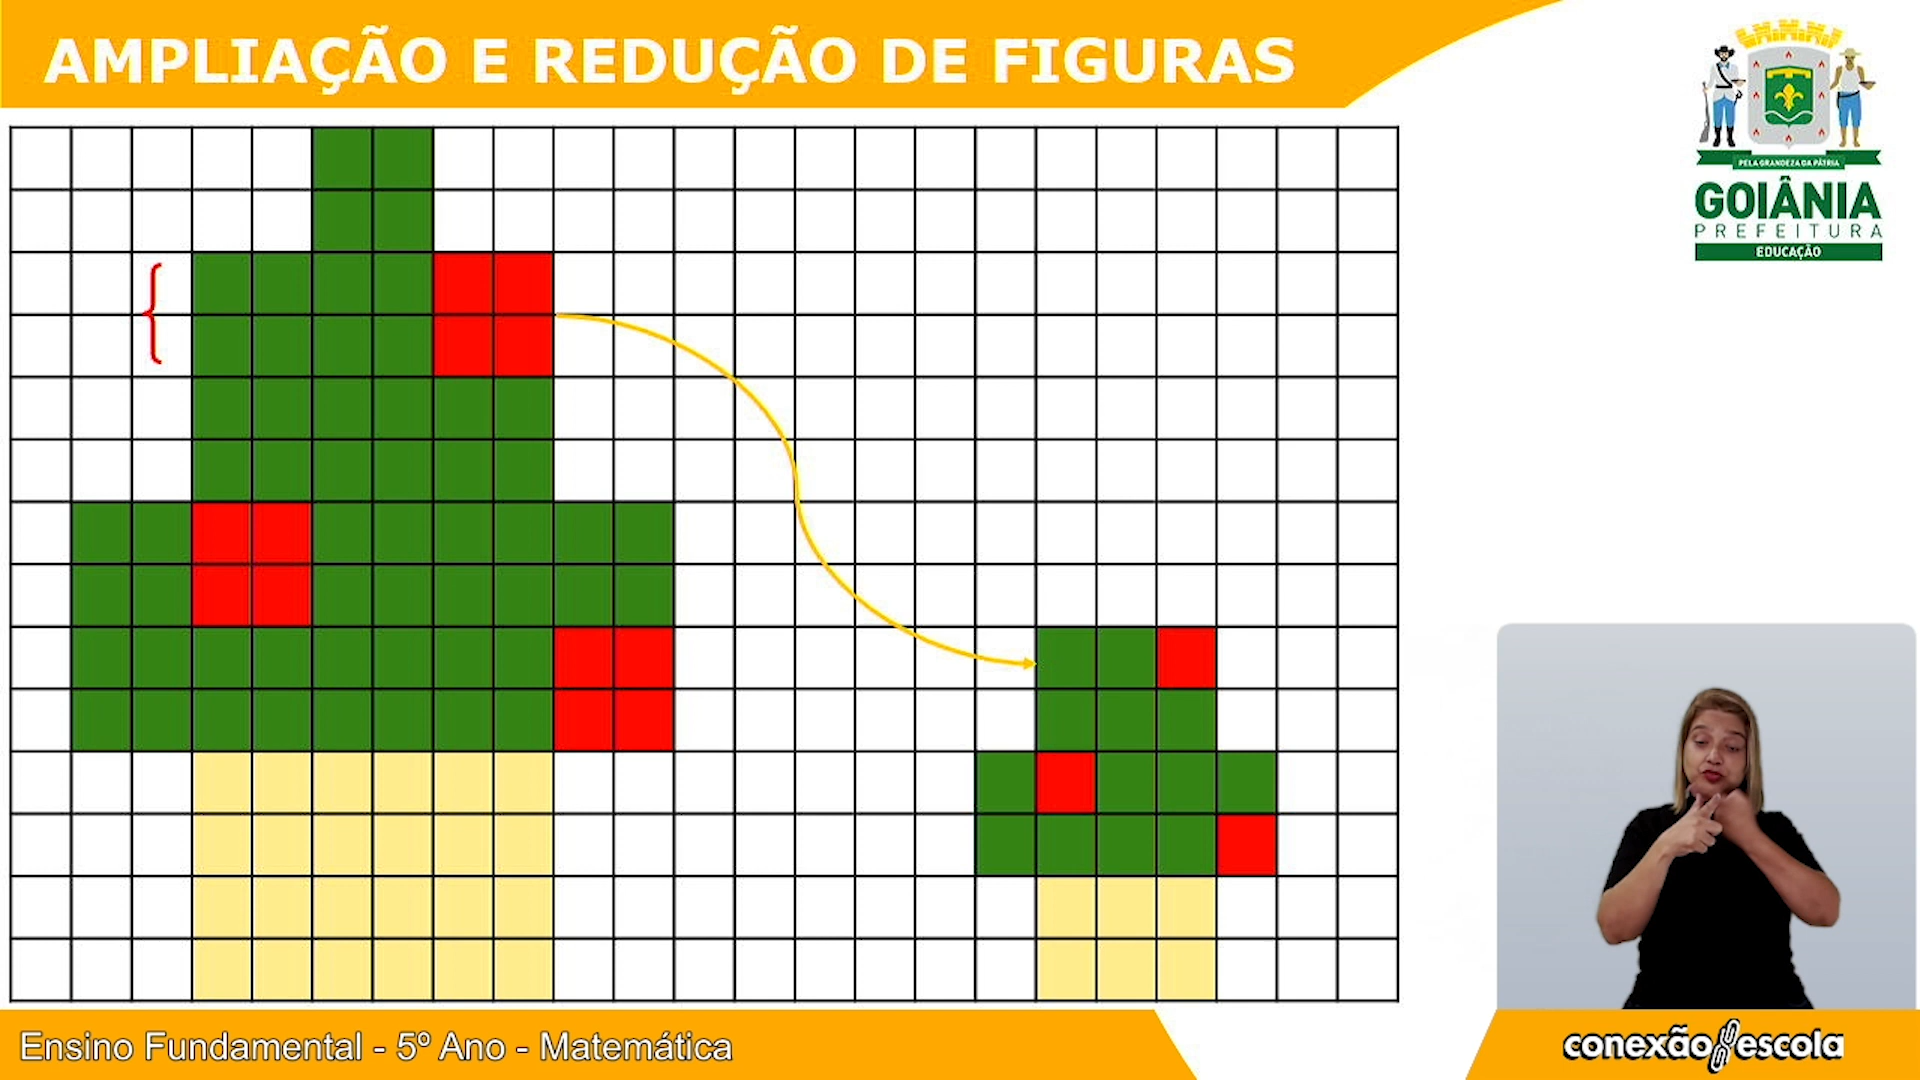 AMPLIAÇÃO E REDUÇÃO DE FIGURAS
PELA GRANDEZA DA PÁTRIA
GOIÂNIA
PREFEITURA
EDUCAÇÃO
Ensino Fundamental - 5º Ano - Matemática
conexão escola